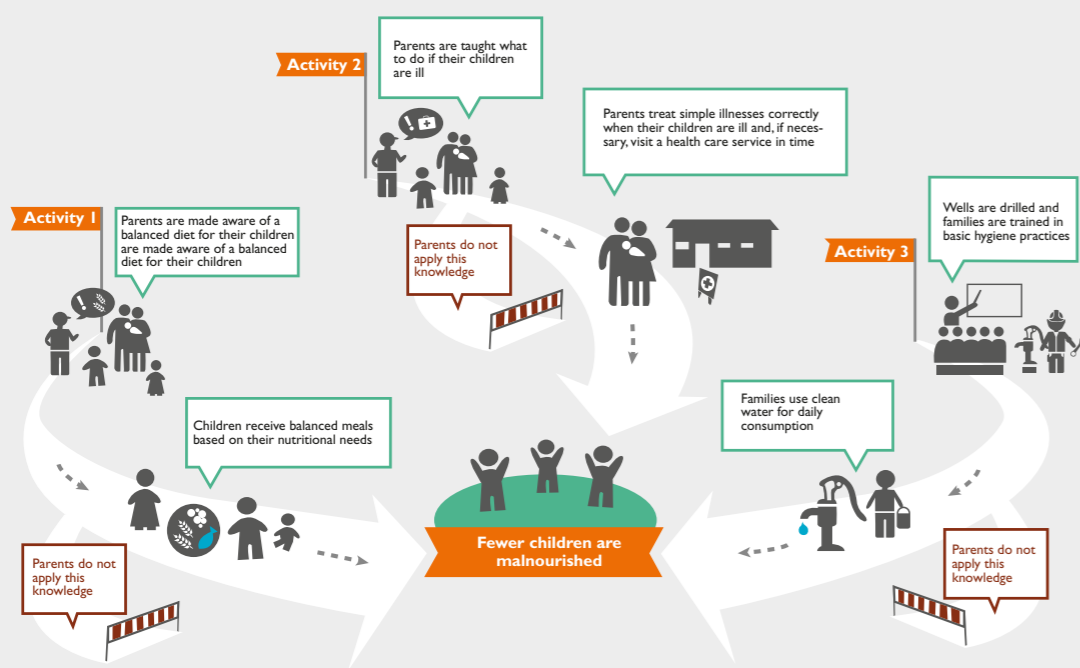 Activity 2
Parents are taught what
to do if their children
are ill
Parents treat simple illnesses correctly
when their children are ill and, if neces-
sary, visit a health care service in time
Parents do not
apply this
knowledge
Activity 1
Parents are made aware of a
balanced diet for their children
are made aware of a balanced
diet for their children
Children receive balanced meals
based on their nutritional needs
Parents do not
apply this
knowledge
Activity 3
Wells are drilled and
families are trained in
basic hygiene practices
Families use clean
water for daily
consumption
Parents do not
apply this
knowledge
Fewer children are
malnourished